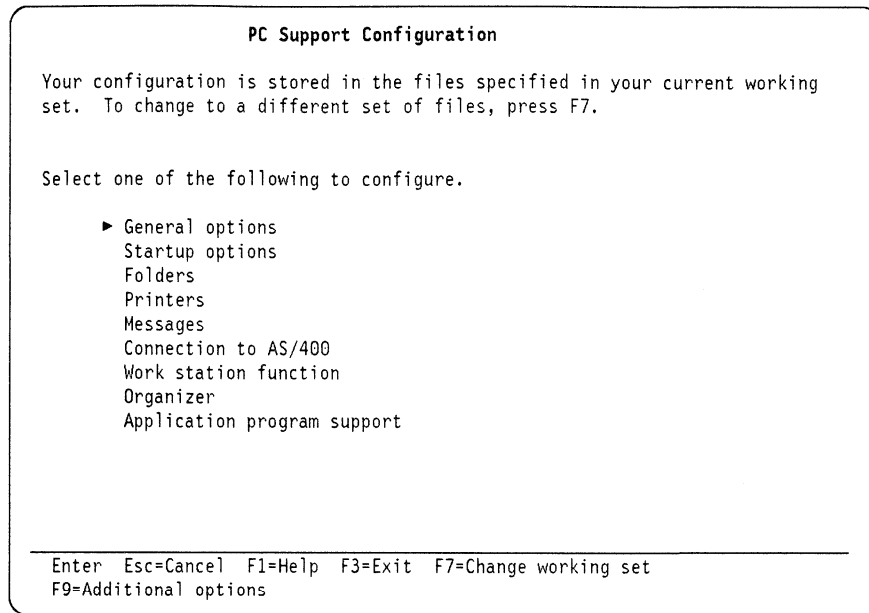 PC Support Configuration
Your configuration is stored in the files specified in your current working
set. To change to a different set of files, press F7.
Select one of the following to configure.
► General options
Startup options
Folders
Printers
Messages
Connection to AS/400
Work station function
Organizer
Application program support
Enter Esc=Cancel F1=Help F3=Exit F7=Change working set
F9=Additional options